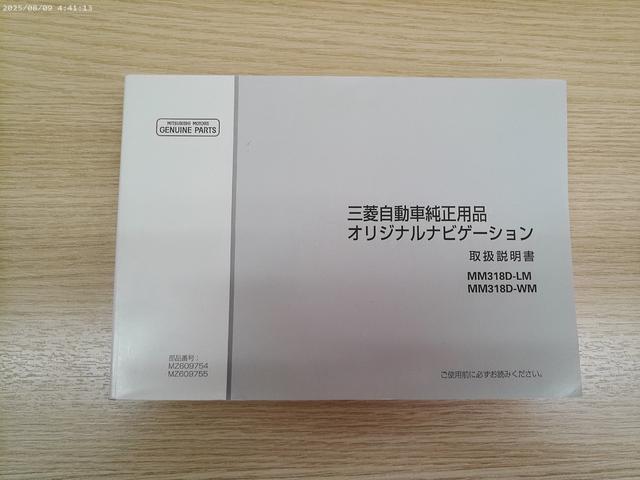 2025/08/09 4:41:13
MITSUBISHI MOTORS
GENUINE PARTS
三菱自動車純正用品
オリジナルナビゲーション
取扱説明書
MM318D-LM
MM318D-WM
部品番号：
MZ609754
MZ609755
ご使用前に必ずお読みください。